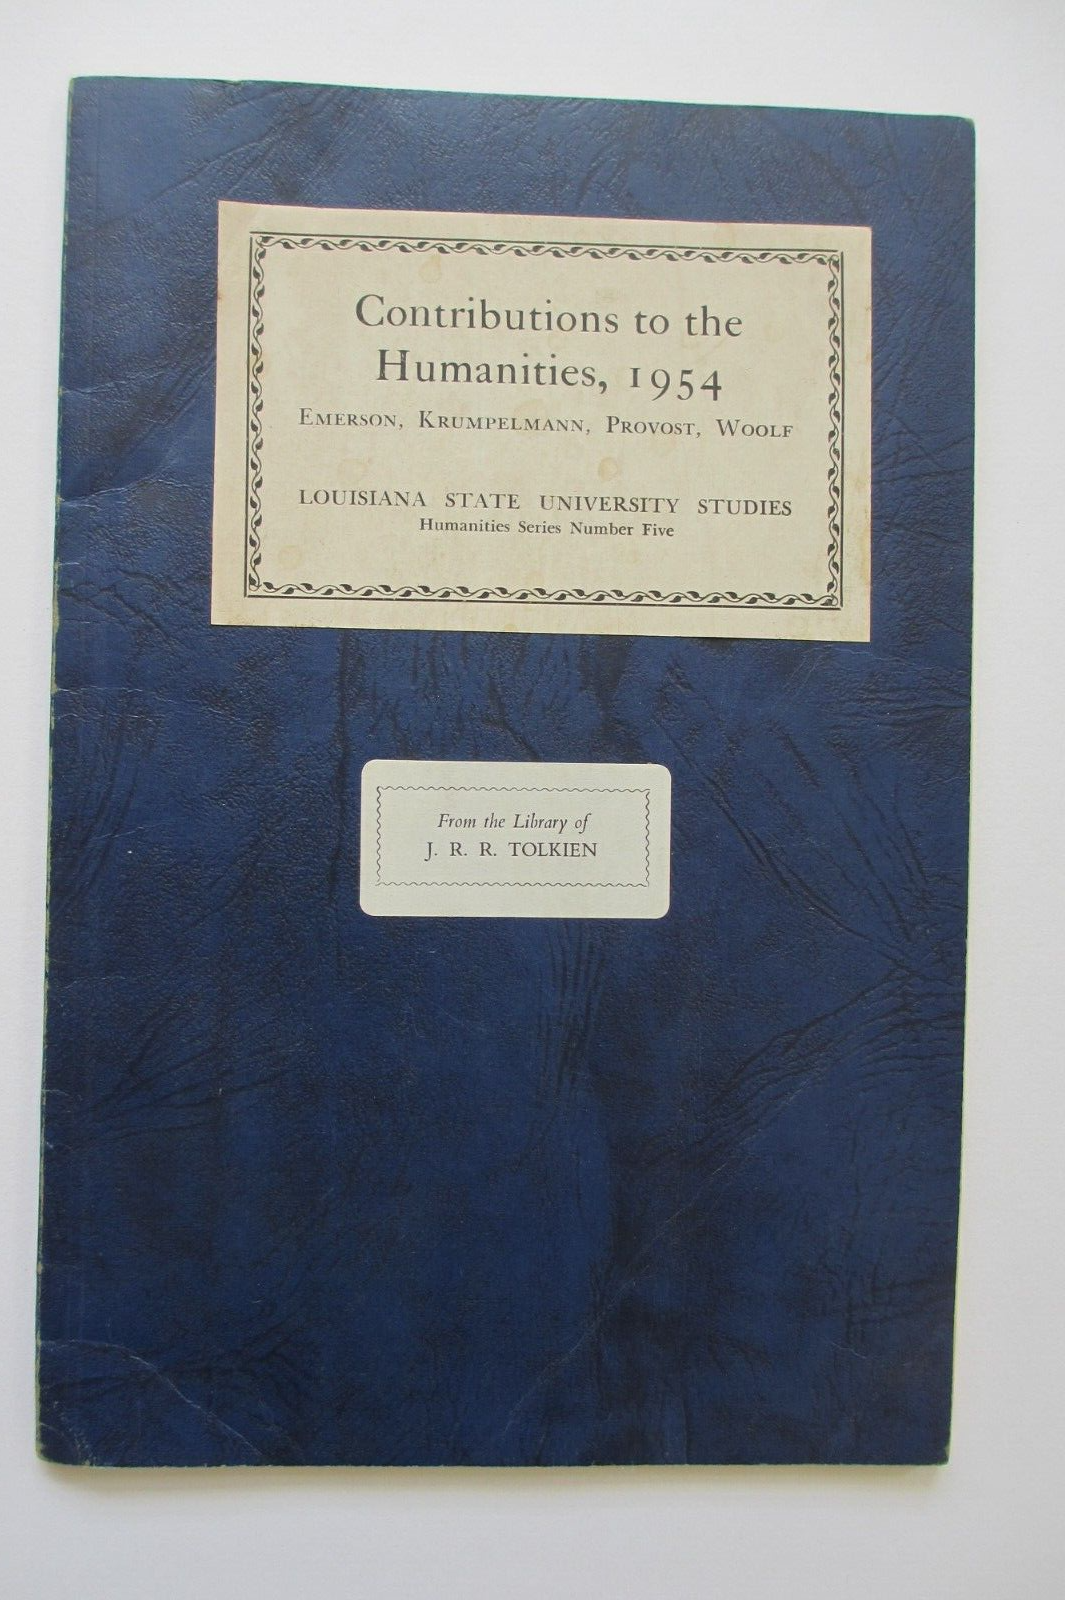 Contributions to the
Humanities, 1954
EMERSON, KRUMPELMANN, PROVOST, WOOLF
LOUISIANA STATE UNIVERSITY STUDIES
Humanities Series Number Five
From the Library of
J. R. R. TOLKIEN